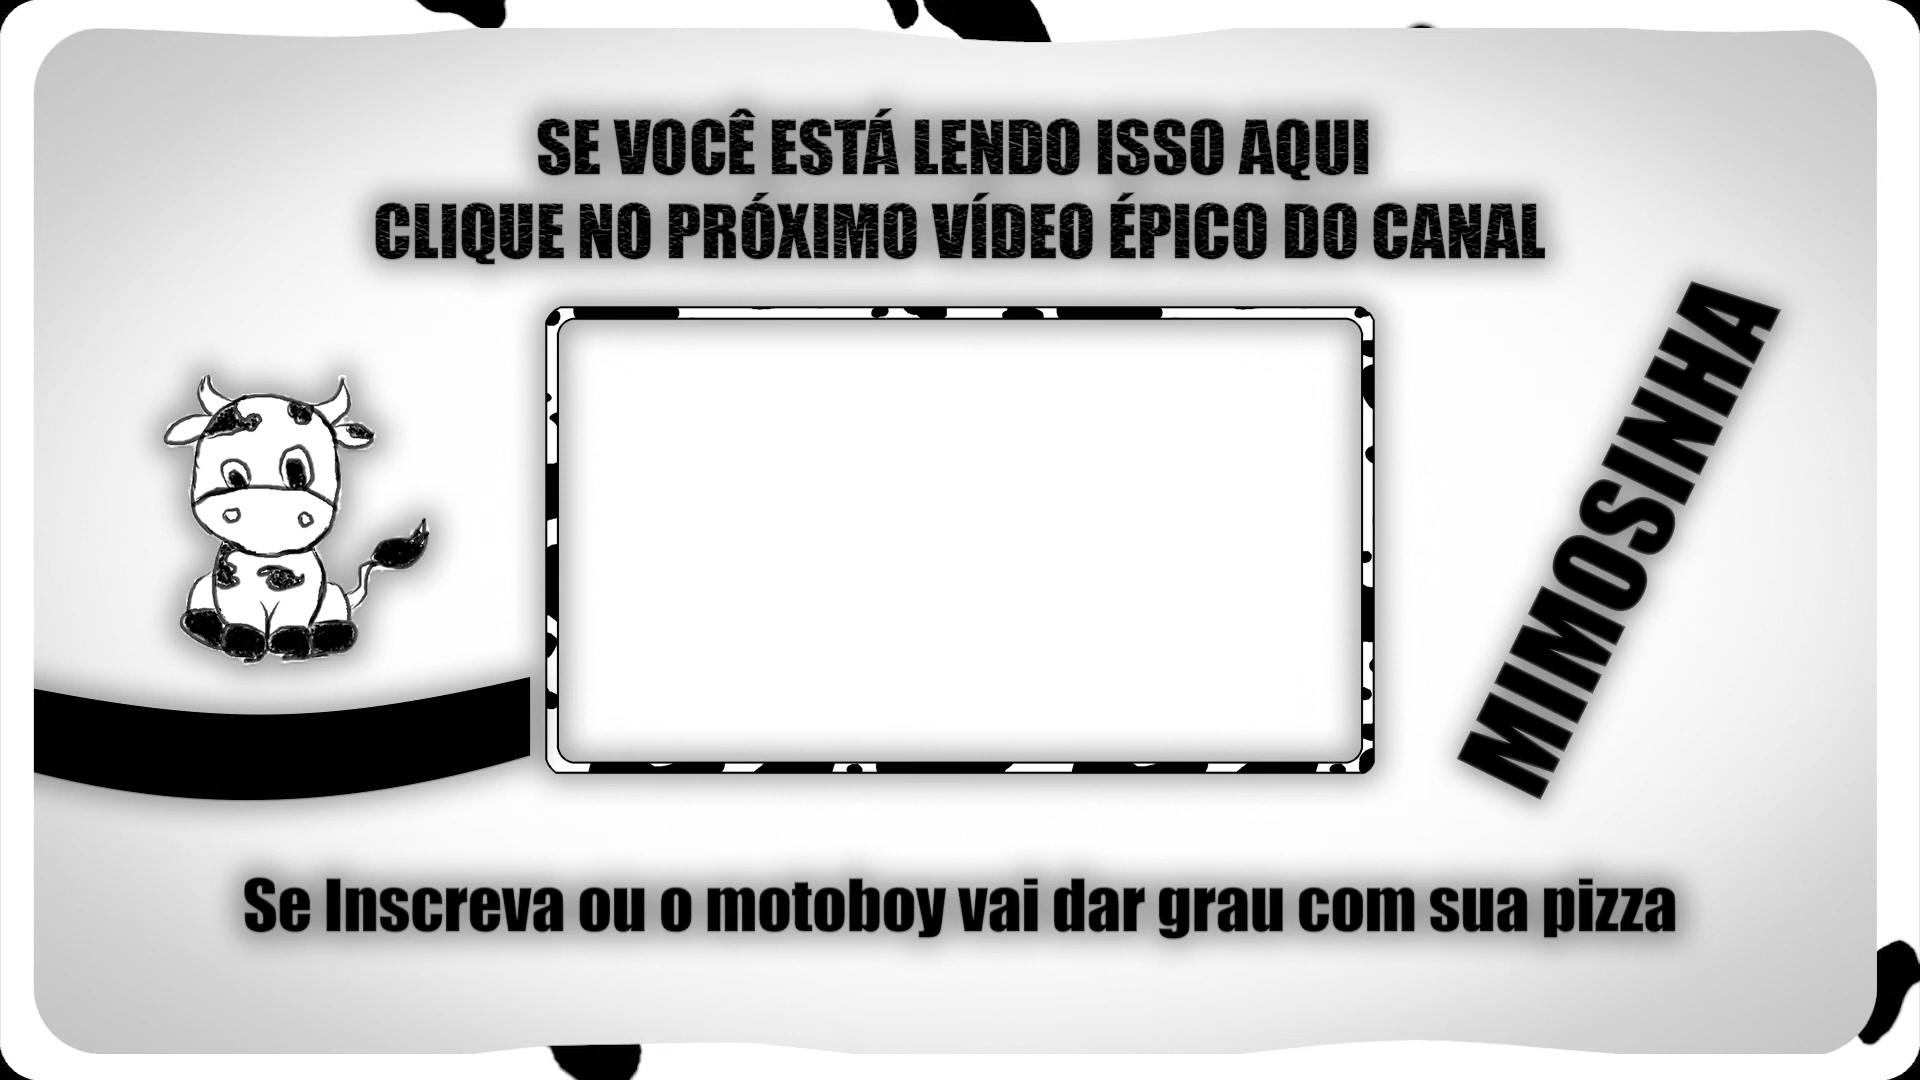 SE VOCÊ ESTÁ LENDO ISSO AQUI
CLIQUE NO PRÓXIMO VÍDEO ÉPICO DO CANAL
MIMOSINHA
Se Inscreva ou o motoboy vai dar grau com sua pizza